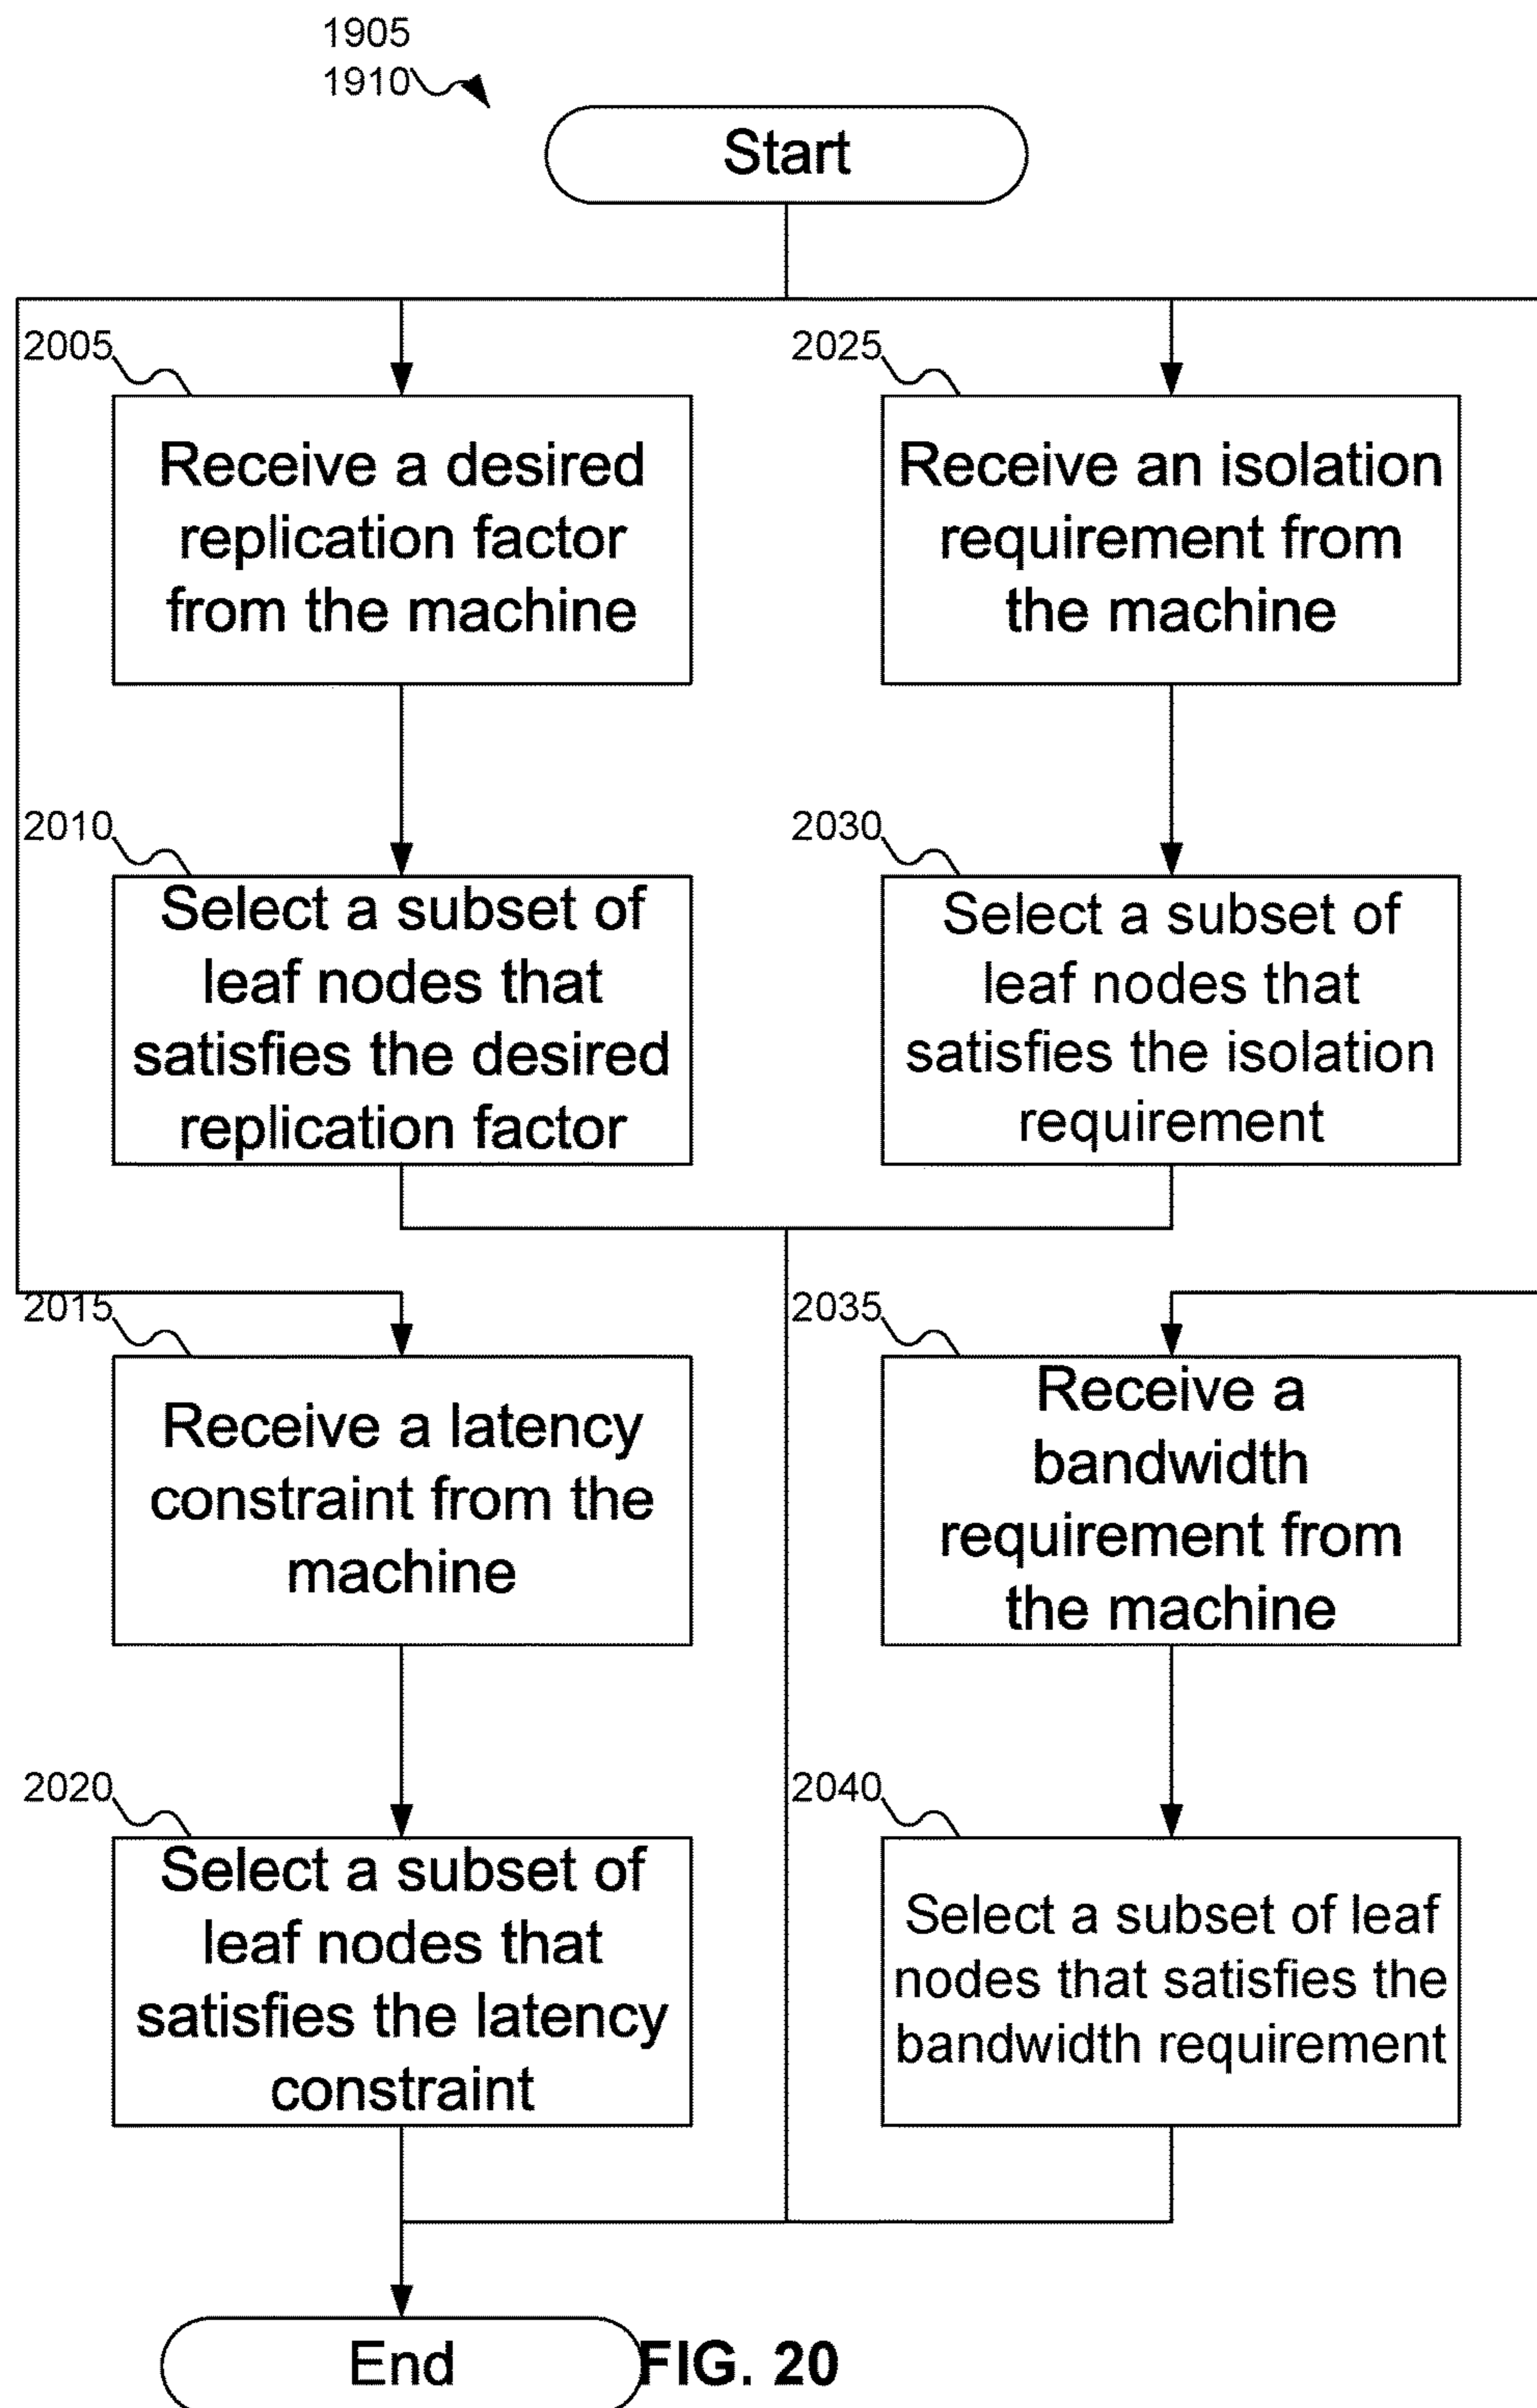 1905
1910
Start
2005
Receive a desired
replication factor
from the machine
2025
Receive an isolation
requirement from
the machine
2010
Select a subset of
leaf nodes that
satisfies the desired
replication factor
2030
Select a subset of
leaf nodes that
satisfies the isolation
requirement
2015
Receive a latency
constraint from the
machine
2035
Receive a
bandwidth
requirement from
the machine
2020
Select a subset of
leaf nodes that
satisfies the latency
constraint
2040
Select a subset of leaf
nodes that satisfies the
bandwidth requirement
End
FIG. 20